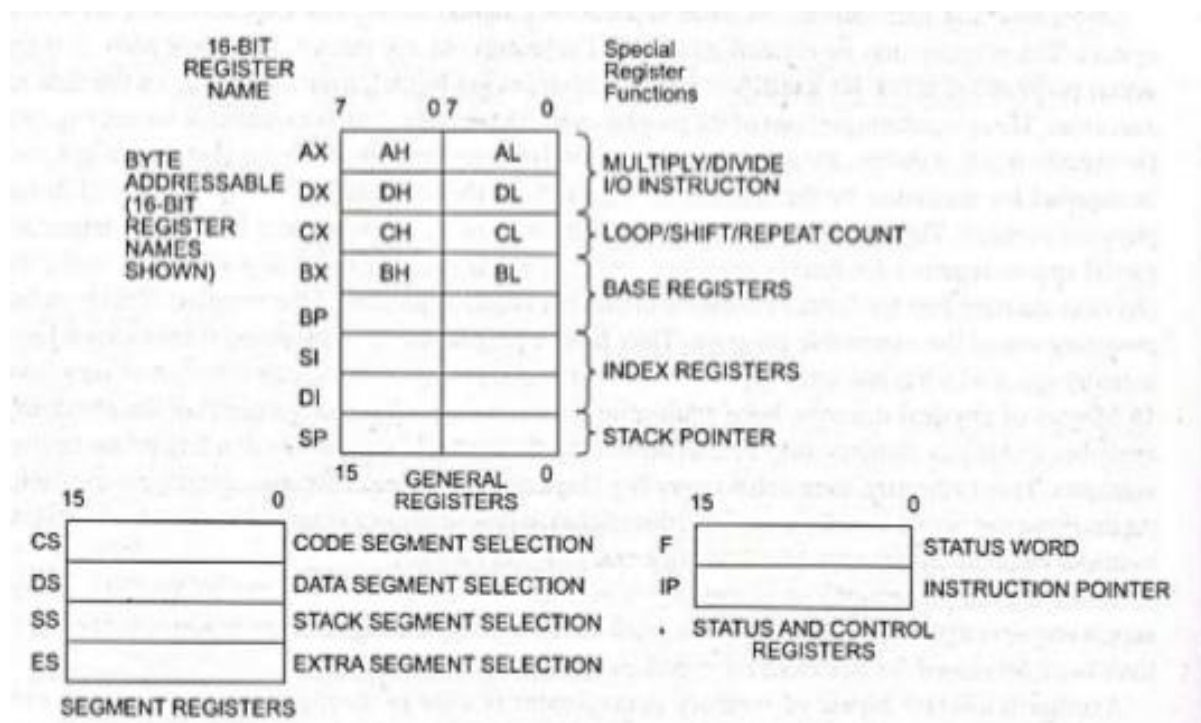 16-BIT
REGISTER
NAME
Special
Register
Functions
7 0 7 0
BYTE
ADDRESSABLE
(16-BIT
REGISTER
NAMES
SHOWN)
AX AH AL
DX DH DL
MULTIPLY/DIVIDE
I/O INSTRUCTON
CX CH CL LOOP/SHIFT/REPEAT COUNT
BX BH BL
BP
BASE REGISTERS
SI
DI
INDEX REGISTERS
SP STACK POINTER
15 0
GENERAL
REGISTERS
15 0
CS CODE SEGMENT SELECTION
DS DATA SEGMENT SELECTION
SS STACK SEGMENT SELECTION
ES EXTRA SEGMENT SELECTION
SEGMENT REGISTERS
15 0
F STATUS WORD
IP INSTRUCTION POINTER
STATUS AND CONTROL
REGISTERS